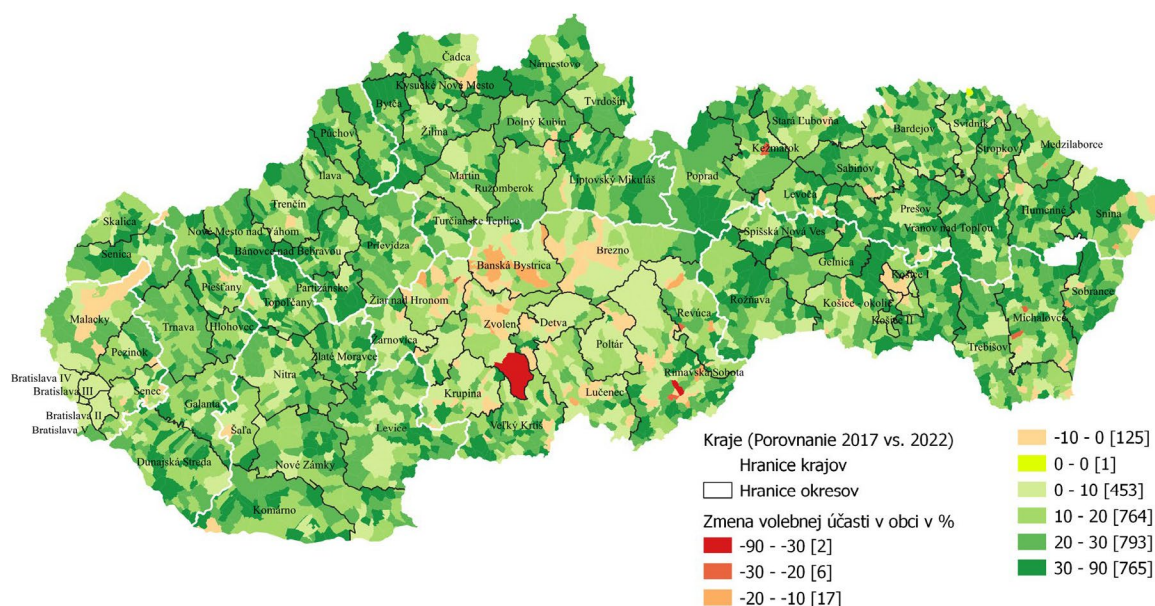 Čadca
Námestovo
Kysucké Nové Mesto
Bytča
Tvrdošín
Púchov
Žilina
Dolný Kubín
Stará Ľubovňa
Bardejov
Svidník
Stropkov
Kežmarok
Medzilaborce
Ilava
Martin
Ružomberok
Liptovský Mikuláš
Poprad
Sabinov
Levoča
Trenčín
Skalica
Turčianske Teplice
Prešov
Humenné
Snina
Nové Mesto nad Váhom
Vranov nad Topľou
Senica
Bánovce nad Bebravou
Prievidza
Brezno
Spišská Nová Ves
Banská Bystrica
Gelnica
Piešťany
Partizánske
Topoľčany
Žiar nad Hronom
Košice I
Sobrance
Rožňava
Košice - okolie
Malacky
Trnava
Hlohovec
Zvolen
Detva
Revúca
Košice II
Michalovce
Žarnovica
Poltár
Trebišov
Pezinok
Zlaté Moravce
Nitra
Rimavská Sobota
Bratislava IV
Bratislava III
Senec
Krupina
Lučenec
Bratislava II
Galanta
Bratislava V
Šaľa
Levice
Veľký Krtíš
Dunajská Streda
Nové Zámky
Komárno
Kraje (Porovnanie 2017 vs. 2022)
Hranice krajov
Hranice okresov
Zmena volebnej účasti v obci v %
-90 - -30 [2]
-30 - -20 [6]
-20 - -10 [17]
-10 - 0 [125]
0 - 0 [1]
0 - 10 [453]
10 - 20 [764]
20 - 30 [793]
30 - 90 [765]